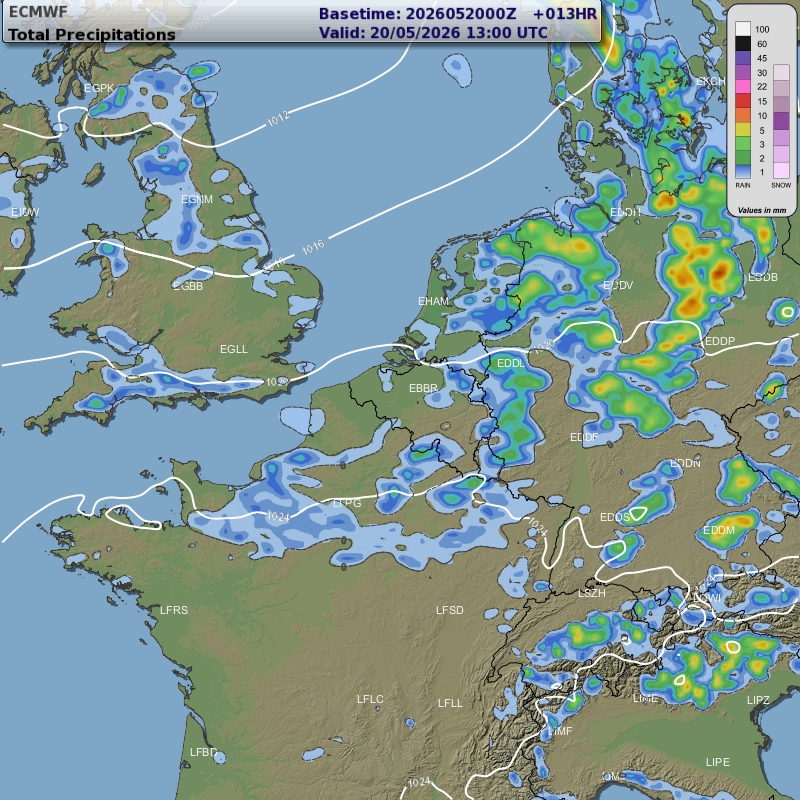 ECMWF
Basetime: 2026052000Z +013HR
Total Precipitations
Valid: 20/05/2026 13:00 UTC
100
60
45
30
22
15
10
5
3
2
1
RAIN
SNOW
Values in mm
EGPK
EKCH
1012
EGNM
EDDH
1016
1016
EGBB
EDDV
EDDB
EHAM
EGLL
1020
EDDP
EDDL
1020
EBBR
EDDF
EDDN
LFPG
1024
EDDS
1024
EDDM
LSZH
LOWI
LFRS
LFSD
LFLC
LFLL
LIME
LIPZ
LIMF
LFBD
LIPE
1024